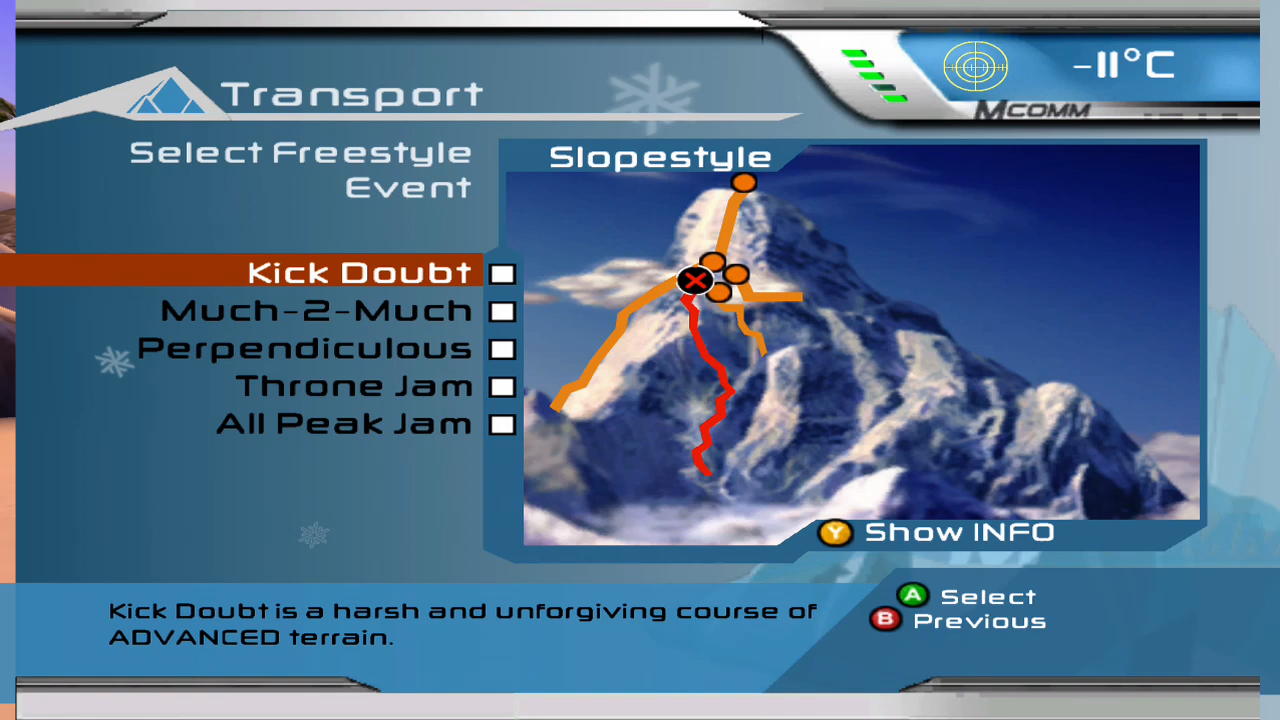 -11°C
MCOMM
Transport
Select Freestyle
Event
Slopestyle
Kick Doubt
Much-2-Much
Perpendiculous
Throne Jam
All Peak Jam
Y Show INFO
Kick Doubt is a harsh and unforgiving course of
ADVANCED terrain.
A Select
B Previous